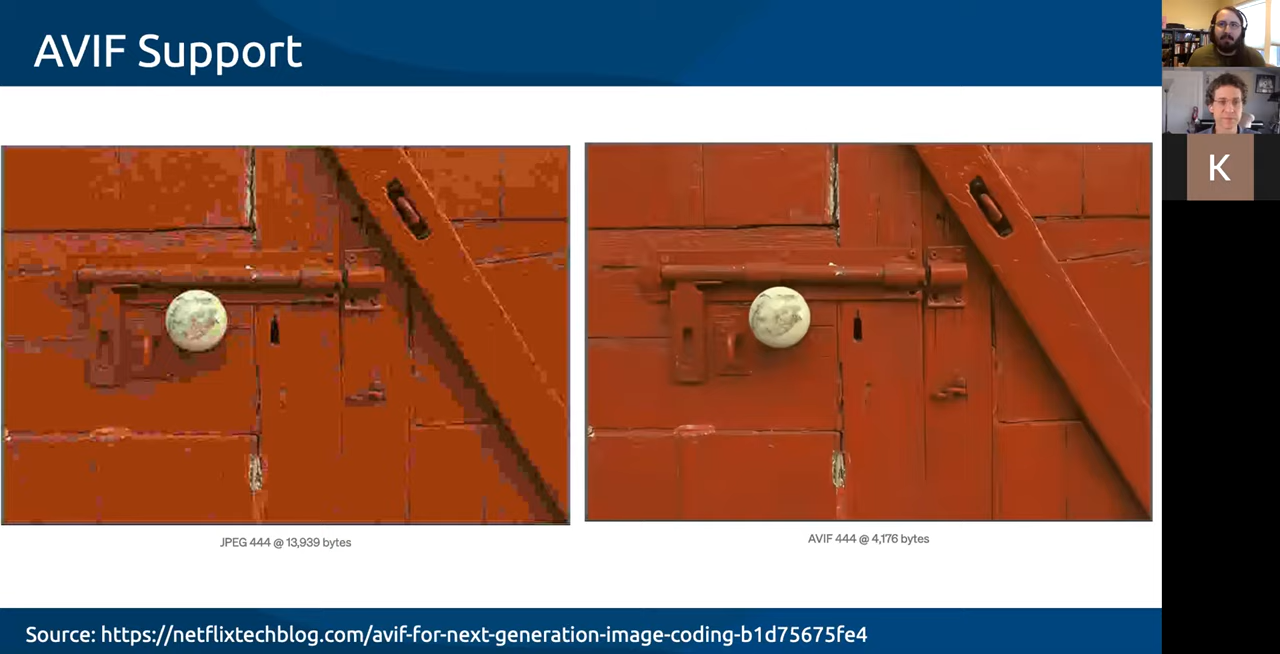 AVIF Support
JPEG 444 @ 13,939 bytes
AVIF 444 @ 4,176 bytes
Source: https://netflixtechblog.com/avif-for-next-generation-image-coding-b1d75675fe4
K